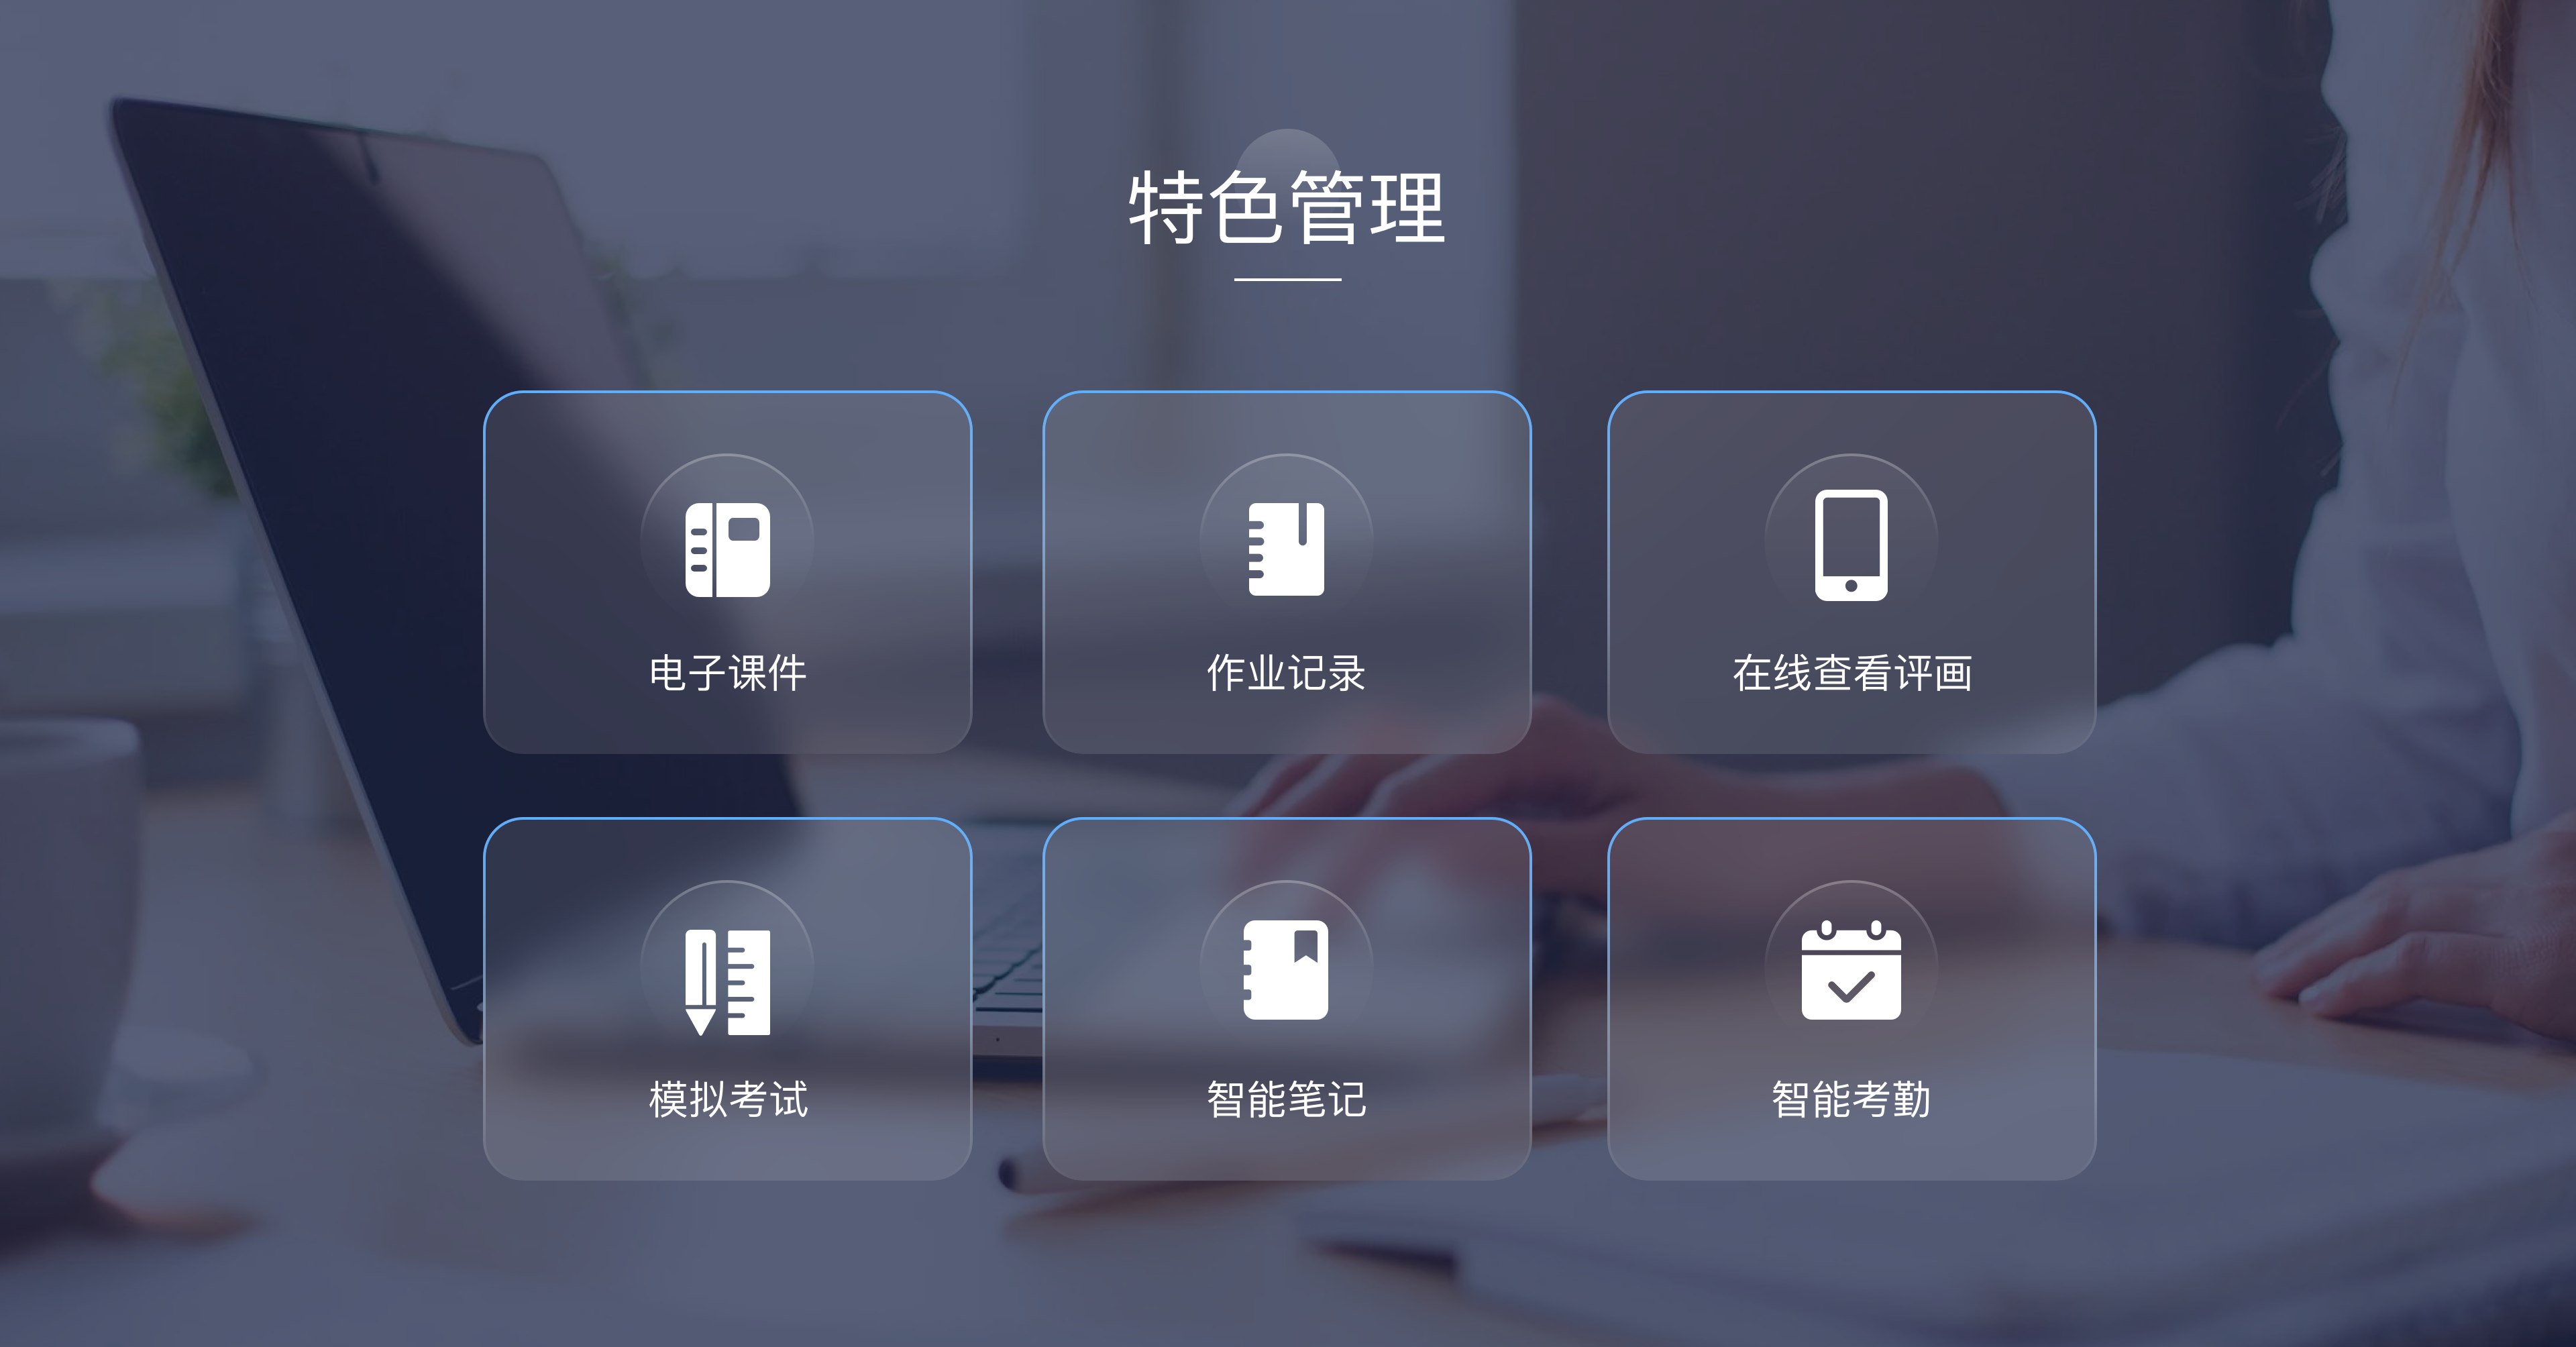 特色管理
电子课件
作业记录
在线查看评画
模拟考试
智能笔记
智能考勤